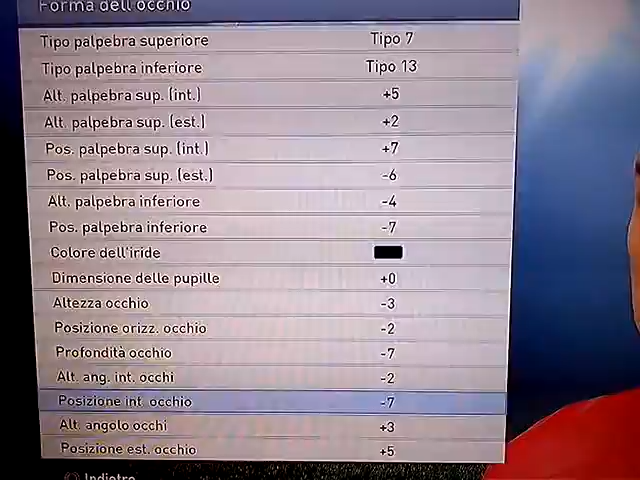 Forma dell'occhio
Tipo palpebra superiore Tipo 7
Tipo palpebra inferiore Tipo 13
Alt. palpebra sup. (int.) +5
Alt. palpebra sup. (est.) +2
Pos. palpebra sup. (int.) +7
Pos. palpebra sup. (est.) -6
Alt. palpebra inferiore -4
Pos. palpebra inferiore -7
Colore dell'iride
Dimensione delle pupille +0
Altezza occhio -3
Posizione orizz. occhio -2
Profondità occhio -7
Alt. ang. int. occhi -2
Posizione int. occhio -7
Alt. angolo occhi +3
Posizione est. occhio +5
Indietro